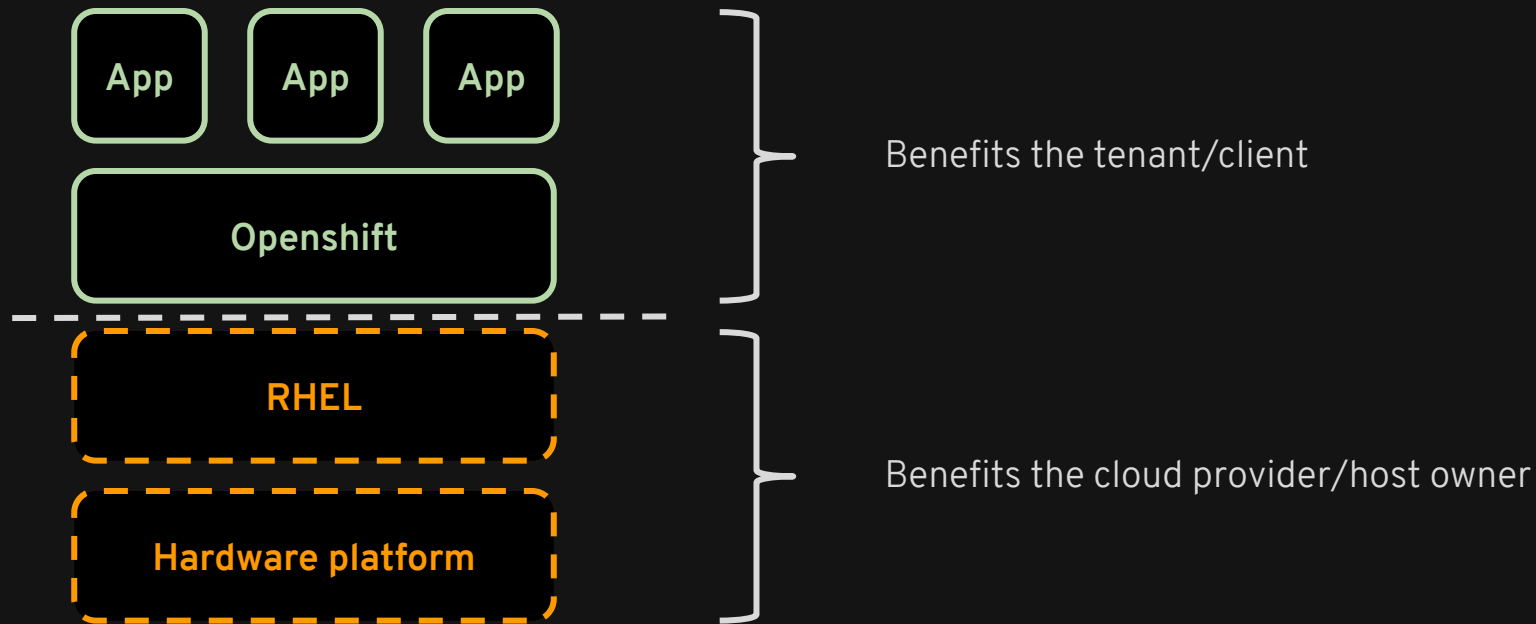 App
App
App
Benefits the tenant/client
Openshift
RHEL
Benefits the cloud provider/host owner
Hardware platform